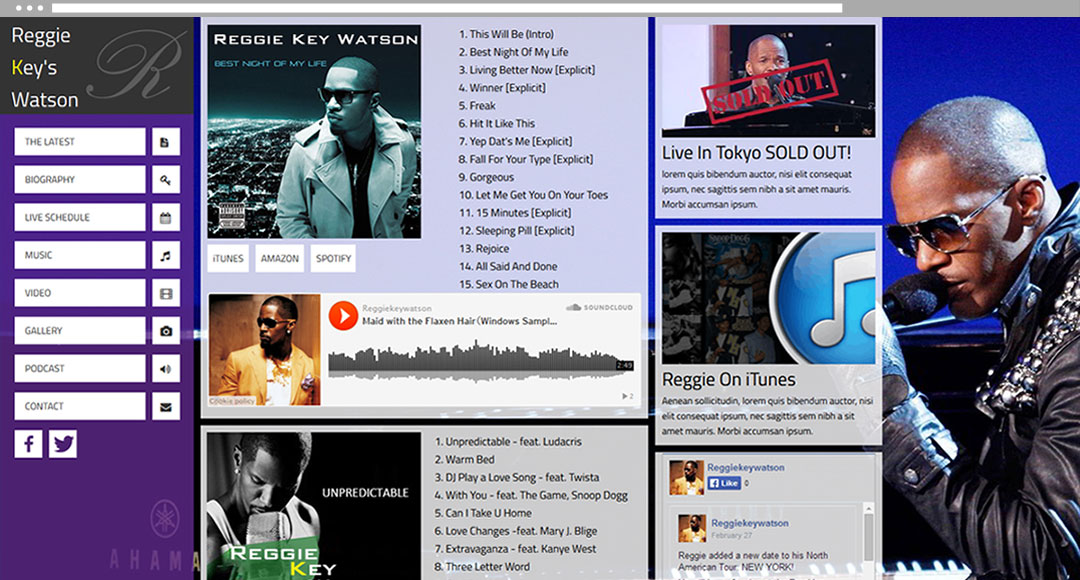 Reggie
Key's
Watson
R
THE LATEST
BIOGRAPHY
LIVE SCHEDULE
MUSIC
VIDEO
GALLERY
PODCAST
CONTACT
AHAMA
REGGIE KEY WATSON
BEST NIGHT OF MY LIFE
PARENTAL
ADVISORY
EXPLICIT CONTENT
1. This Will Be (Intro)
2. Best Night Of My Life
3. Living Better Now [Explicit]
4. Winner [Explicit]
5. Freak
6. Hit It Like This
7. Yep Dat's Me [Explicit]
8. Fall For Your Type [Explicit]
9. Gorgeous
10. Let Me Get You On Your Toes
11. 15 Minutes [Explicit]
12. Sleeping Pill [Explicit]
13. Rejoice
14. All Said And Done
15. Sex On The Beach
iTUNES
AMAZON
SPOTIFY
Reggiekeywatson
SOUNDCLOUD
Maid with the Flaxen Hair(Windows Sampl...
2:49
Cookie policy
2
UNPREDICTABLE
REGGIE
KEY
1. Unpredictable - feat. Ludacris
2. Warm Bed
3. DJ Play a Love Song - feat. Twista
4. With You - feat. The Game, Snoop Dogg
5. Can I Take U Home
6. Love Changes -feat. Mary J. Blige
7. Extravaganza - feat. Kanye West
8. Three Letter Word
SOLD OUT
Live In Tokyo SOLD OUT!
lorem quis bibendum auctor, nisi elit consequat
ipsum, nec sagittis sem nibh a sit amet mauris.
Morbi accumsan ipsum.
SNOOP DOGG
Reggie On iTunes
Aenean sollicitudin, lorem quis bibendum auctor, nisi
elit consequat ipsum, nec sagittis sem nibh a sit
amet mauris. Morbi accumsan ipsum.
Reggiekeywatson
Like 0
Reggiekeywatson
February 27
Reggie added a new date to his North
American Tour: NEW YORK!